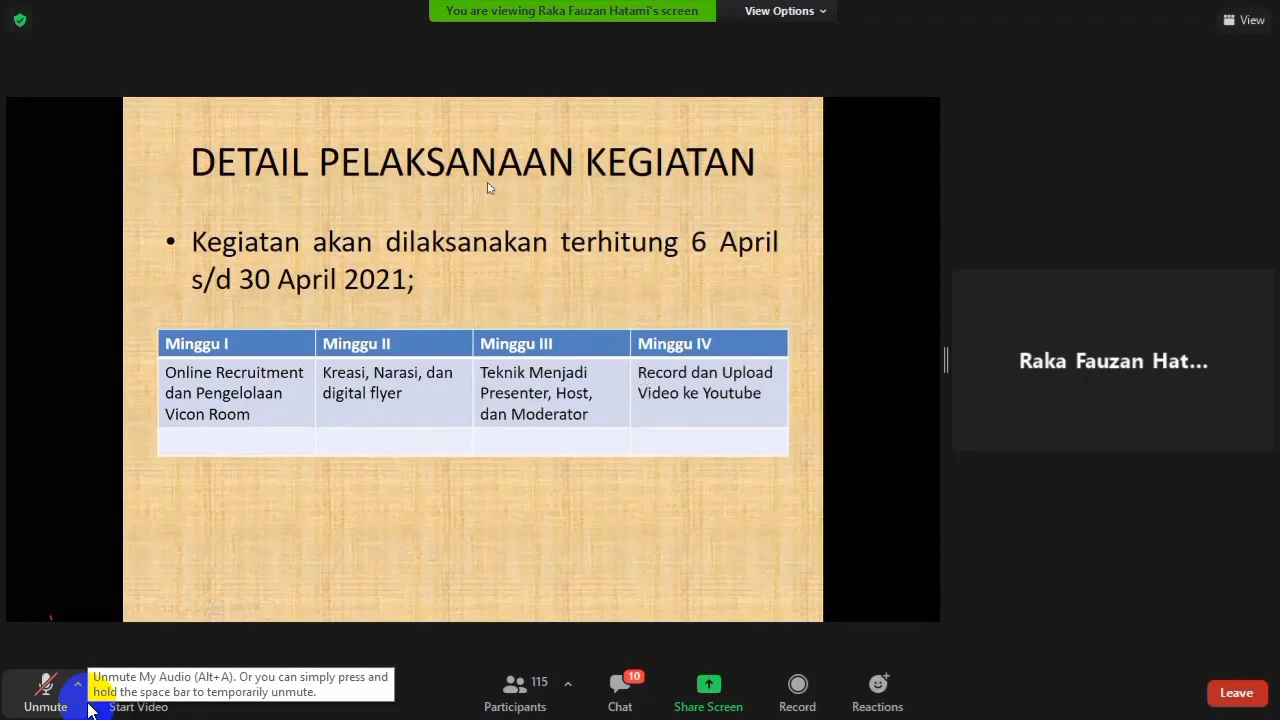 You are viewing Raka Fauzan Hatami's screen
View Options
View
DETAIL PELAKSANAAN KEGIATAN
• Kegiatan akan dilaksanakan terhitung 6 April
s/d 30 April 2021;
Minggu I
Minggu II
Minggu III
Minggu IV
Online Recruitment
dan Pengelolaan
Vicon Room
Kreasi, Narasi, dan
digital flyer
Teknik Menjadi
Presenter, Host,
dan Moderator
Record dan Upload
Video ke Youtube
Raka Fauzan Hat...
Unmute My Audio (Alt+A). Or you can simply press and
hold the space bar to temporarily unmute.
Unmute
Start Video
115
Participants
10
Chat
Share Screen
Record
Reactions
Leave